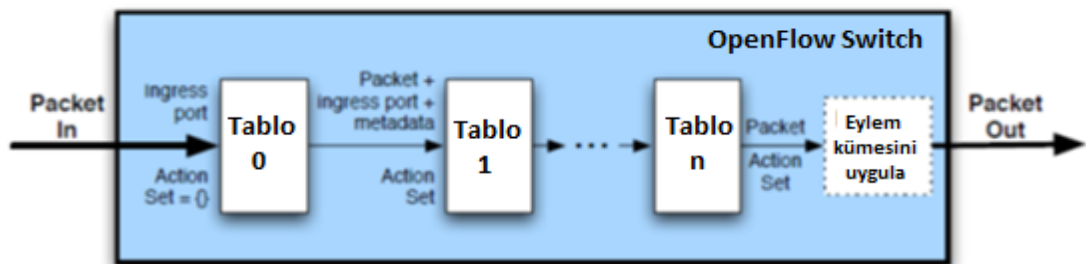 OpenFlow Switch
Packet
In
Ingress
port
Action
Set = {}
Tablo
0
Packet +
ingress port +
metadata
Action
Set
Tablo
1
...
Tablo
n
Packet
Action
Set
Eylem
kümesini
uygula
Packet
Out